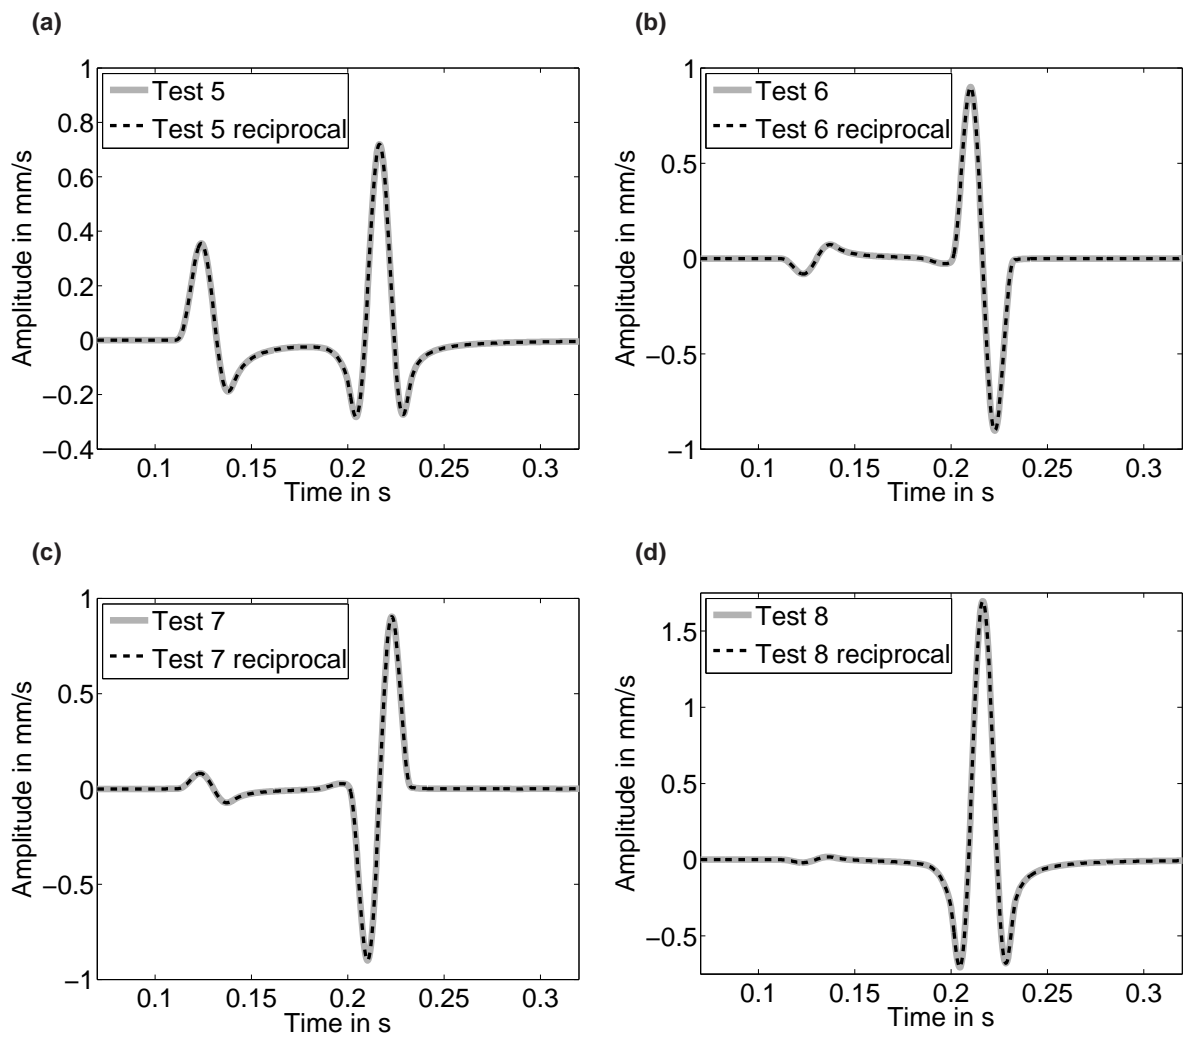 (a)
1
Test 5
Test 5 reciprocal
0.8
0.6
0.4
0.2
0
−0.2
−0.4
Amplitude in mm/s
0.1 0.15 0.2 0.25 0.3
Time in s
(b)
1
Test 6
Test 6 reciprocal
0.5
0
−0.5
−1
Amplitude in mm/s
0.1 0.15 0.2 0.25 0.3
Time in s
(c)
1
Test 7
Test 7 reciprocal
0.5
0
−0.5
−1
Amplitude in mm/s
0.1 0.15 0.2 0.25 0.3
Time in s
(d)
Test 8
Test 8 reciprocal
1.5
1
0.5
0
−0.5
Amplitude in mm/s
0.1 0.15 0.2 0.25 0.3
Time in s